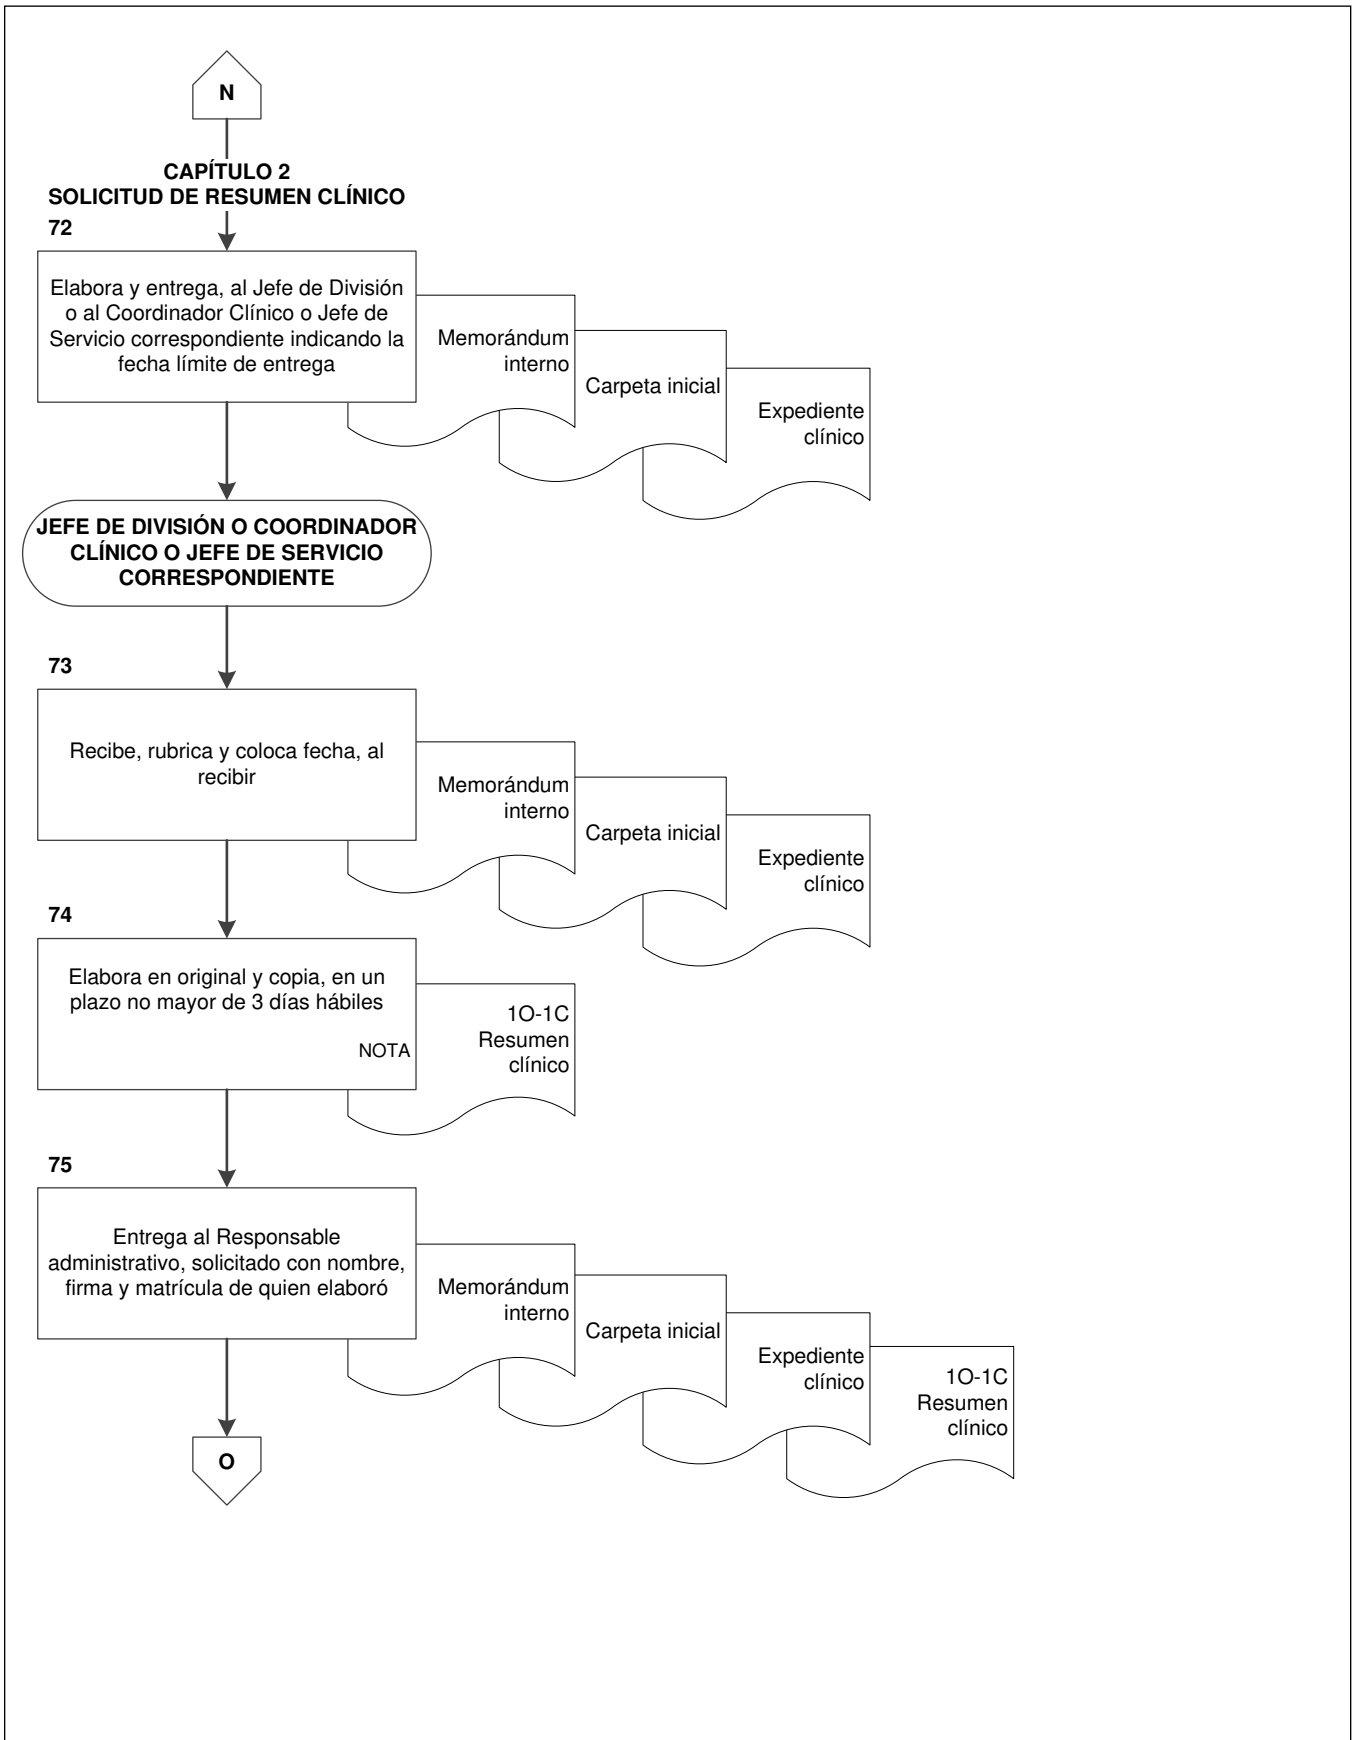 N
CAPÍTULO 2
SOLICITUD DE RESUMEN CLÍNICO
72
Elabora y entrega, al Jefe de División
o al Coordinador Clínico o Jefe de
Servicio correspondiente indicando la
fecha límite de entrega
Memorándum
interno
Carpeta inicial
Expediente
clínico
JEFE DE DIVISIÓN O COORDINADOR
CLÍNICO O JEFE DE SERVICIO
CORRESPONDIENTE
73
Recibe, rubrica y coloca fecha, al
recibir
Memorándum
interno
Carpeta inicial
Expediente
clínico
74
Elabora en original y copia, en un
plazo no mayor de 3 días hábiles
NOTA
1O-1C
Resumen
clínico
75
Entrega al Responsable
administrativo, solicitado con nombre,
firma y matrícula de quien elaboró
Memorándum
interno
Carpeta inicial
Expediente
clínico
1O-1C
Resumen
clínico
O